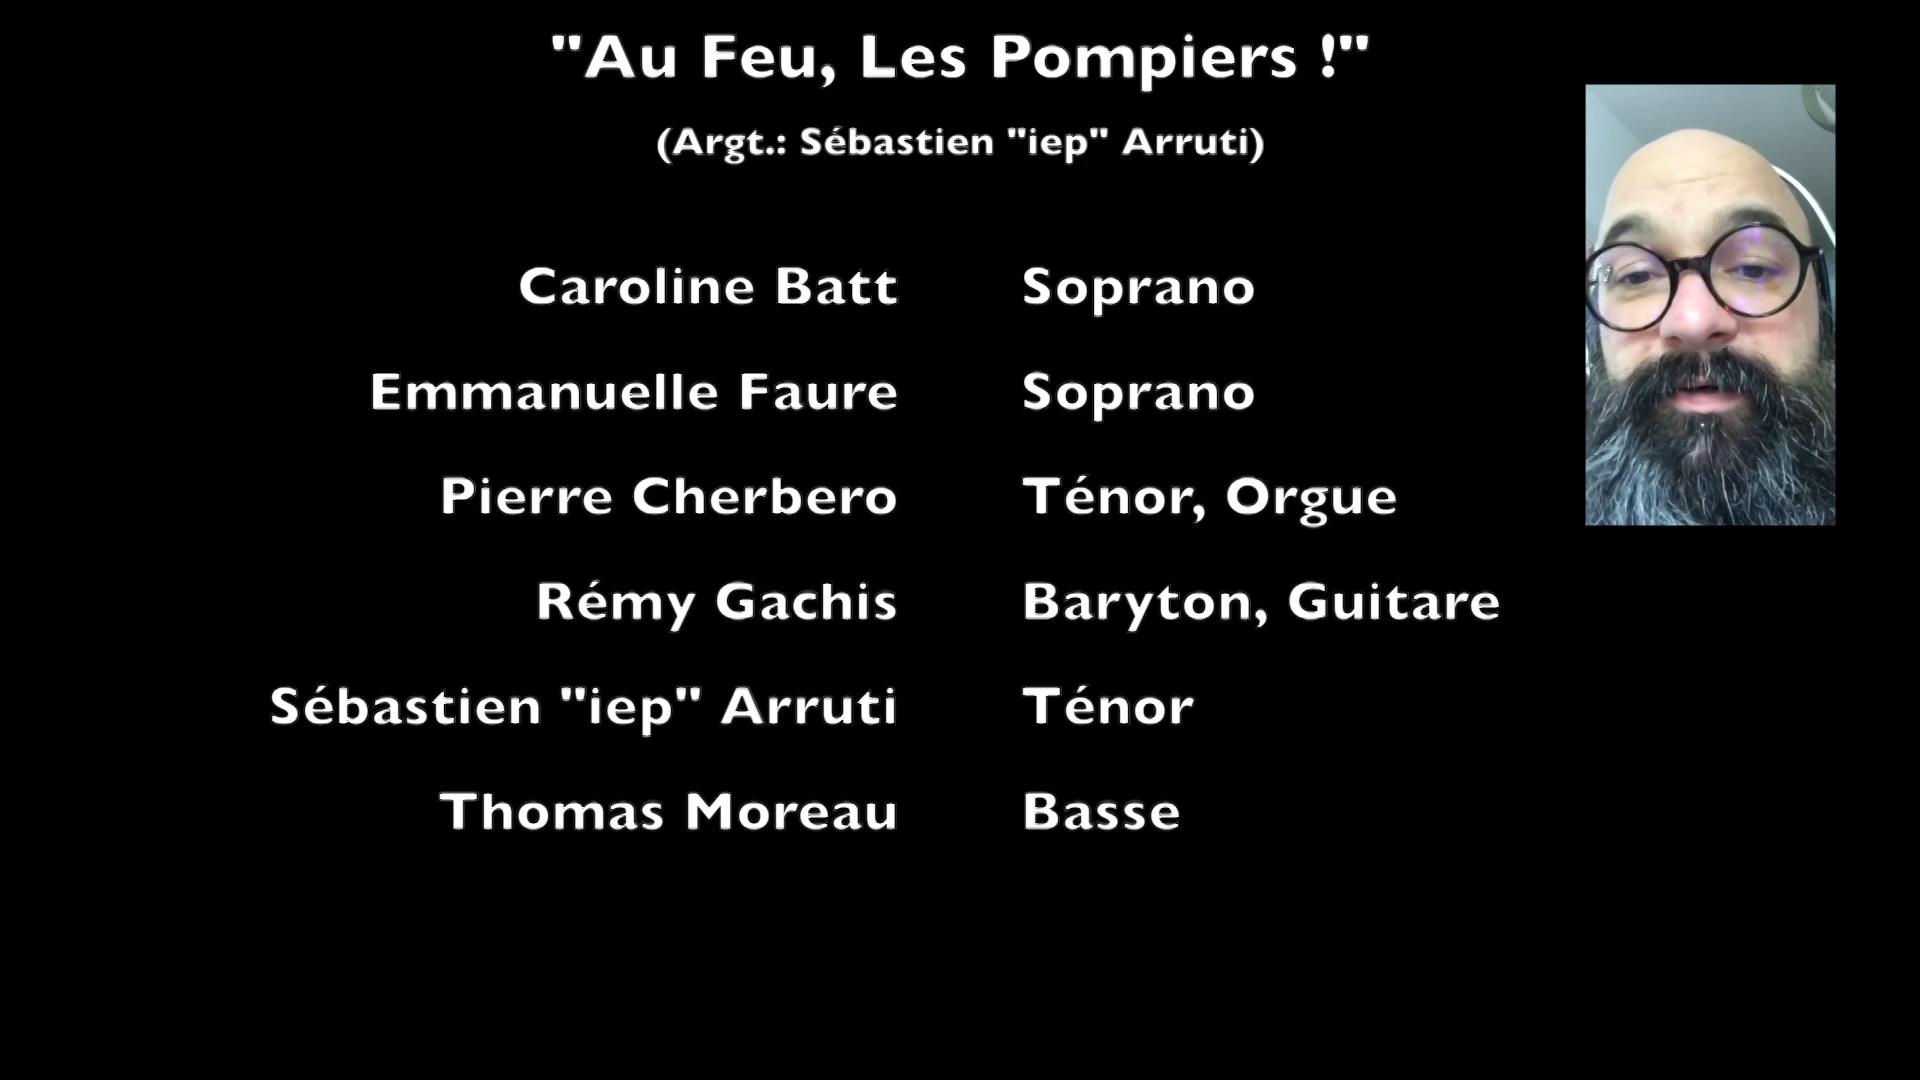 "Au Feu, Les Pompiers !"
(Argt.: Sébastien "iep" Arruti)
Caroline Batt Soprano
Emmanuelle Faure Soprano
Pierre Cherbero Ténor, Orgue
Rémy Gachis Baryton, Guitare
Sébastien "iep" Arruti Ténor
Thomas Moreau Basse